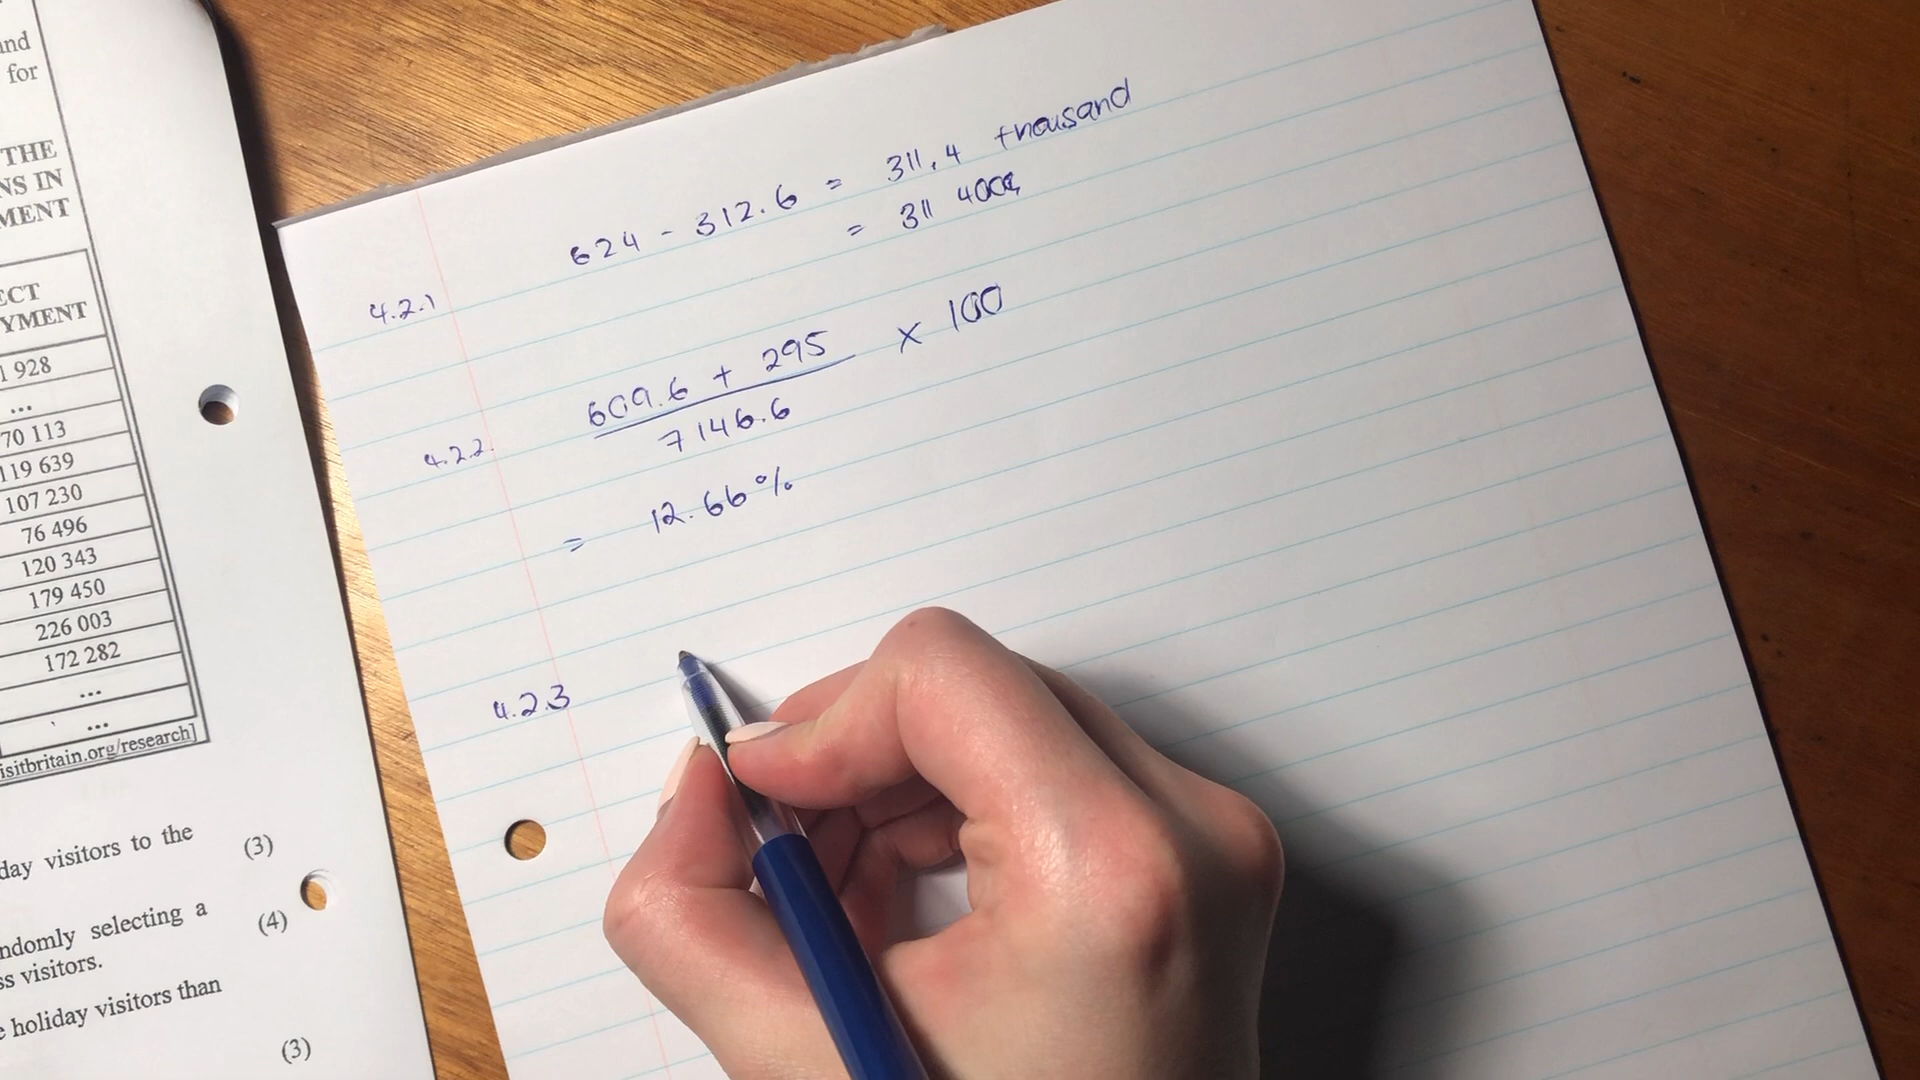 and
for
THE
NS IN
MENT
ECT
YMENT
1 928
...
70 113
119 639
107 230
76 496
120 343
179 450
226 003
172 282
...
...
isitbritain.org/research]
day visitors to the (3)
ndomly selecting a (4)
ss visitors.
e holiday visitors than
(3)
624 - 312.6 = 311,4 thousand
= 311 400
4.2.1
609.6 + 295 × 100
4.2.2. 7146.6
= 12.66%
4.2.3